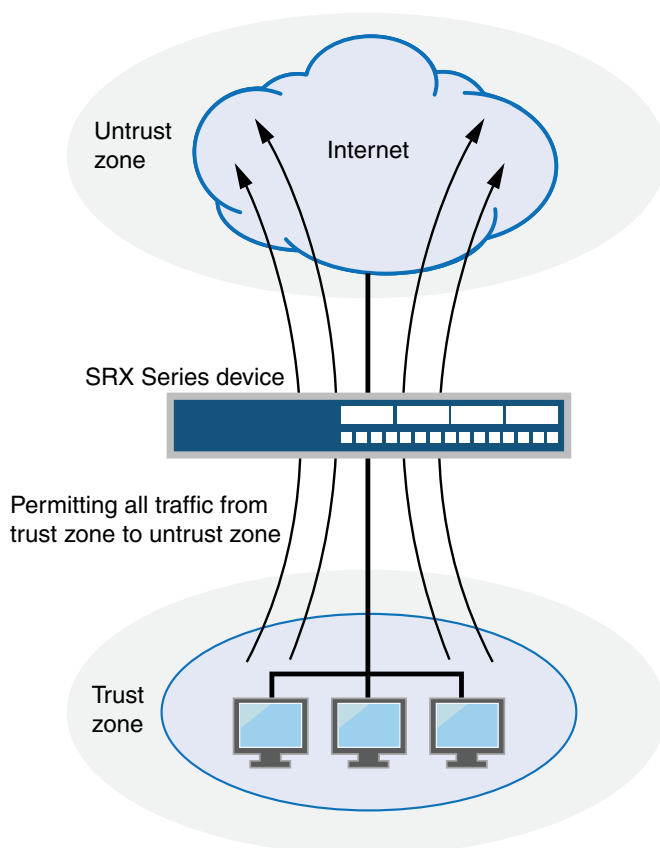 Untrust
zone
Internet
SRX Series device
Permitting all traffic from
trust zone to untrust zone
Trust
zone